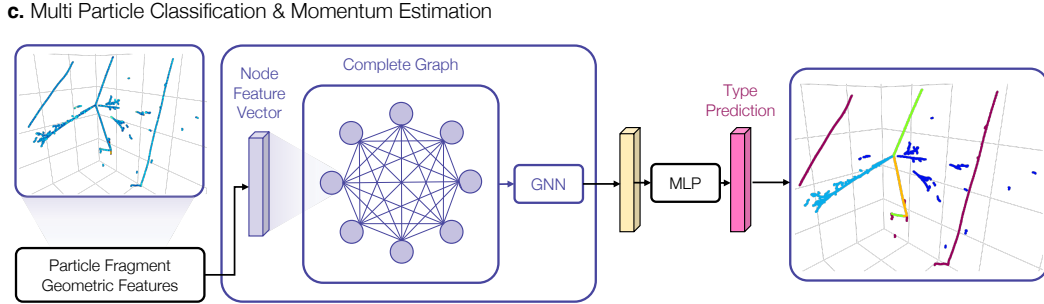 c. Multi Particle Classification & Momentum Estimation
Node
Feature
Vector
Complete Graph
Type
Prediction
GNN
MLP
Particle Fragment
Geometric Features